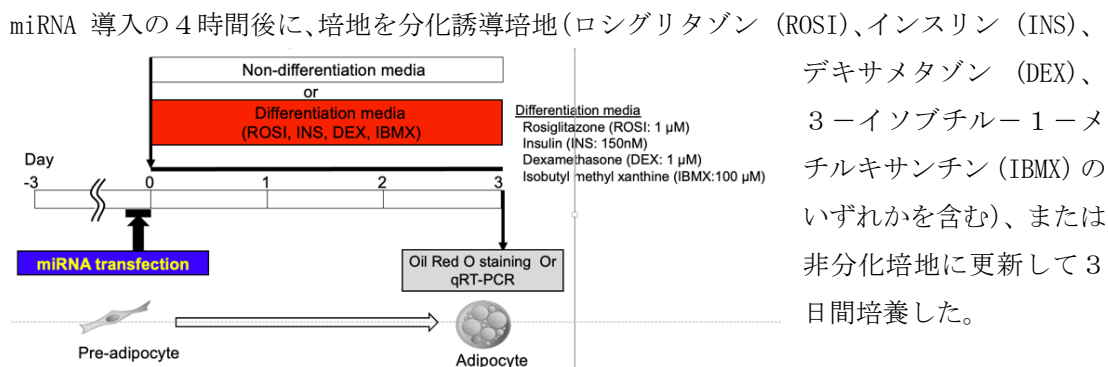 miRNA 導入の４時間後に、培地を分化誘導培地(ロシグリタゾン (ROSI)、インスリン (INS)、
デキサメタゾン (DEX)、
３－イソブチル－１－メ
チルキサンチン(IBMX)の
いずれかを含む)、または
非分化培地に更新して３
日間培養した。
Non-differentiation media
or
Differentiation media
(ROSI, INS, DEX, IBMX)
Differentiation media
Rosiglitazone (ROSI: 1 μM)
Insulin (INS: 150nM)
Dexamethasone (DEX: 1 μM)
Isobutyl methyl xanthine (IBMX:100 μM)
Day
-3 0 1 2 3
miRNA transfection
Oil Red O staining Or
qRT-PCR
Pre-adipocyte
Adipocyte